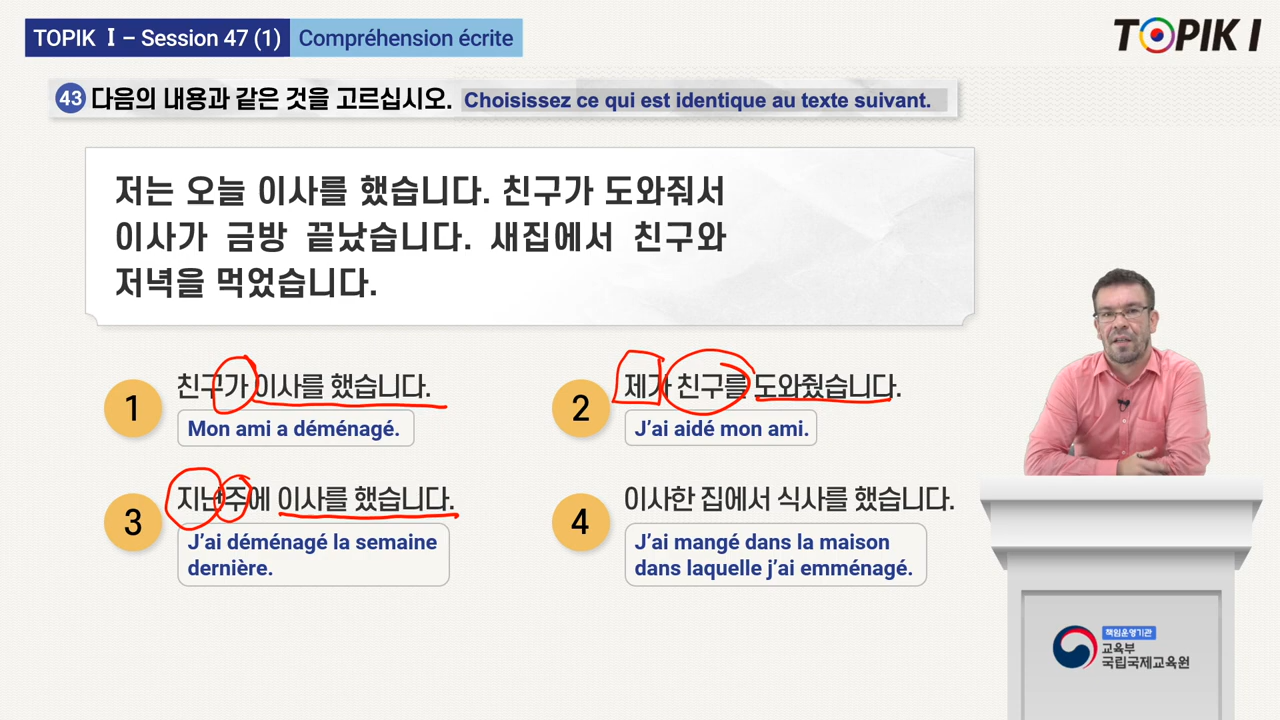 TOPIK Ⅰ – Session 47 (1) Compréhension écrite
TOPIK I
43 다음의 내용과 같은 것을 고르십시오. Choisissez ce qui est identique au texte suivant.
저는 오늘 이사를 했습니다. 친구가 도와줘서
이사가 금방 끝났습니다. 새집에서 친구와
저녁을 먹었습니다.
1 친구가 이사를 했습니다.
Mon ami a déménagé.
2 제가 친구를 도와줬습니다.
J'ai aidé mon ami.
3 지난주에 이사를 했습니다.
J'ai déménagé la semaine
dernière.
4 이사한 집에서 식사를 했습니다.
J'ai mangé dans la maison
dans laquelle j'ai emménagé.
책임운영기관
교육부
국립국제교육원